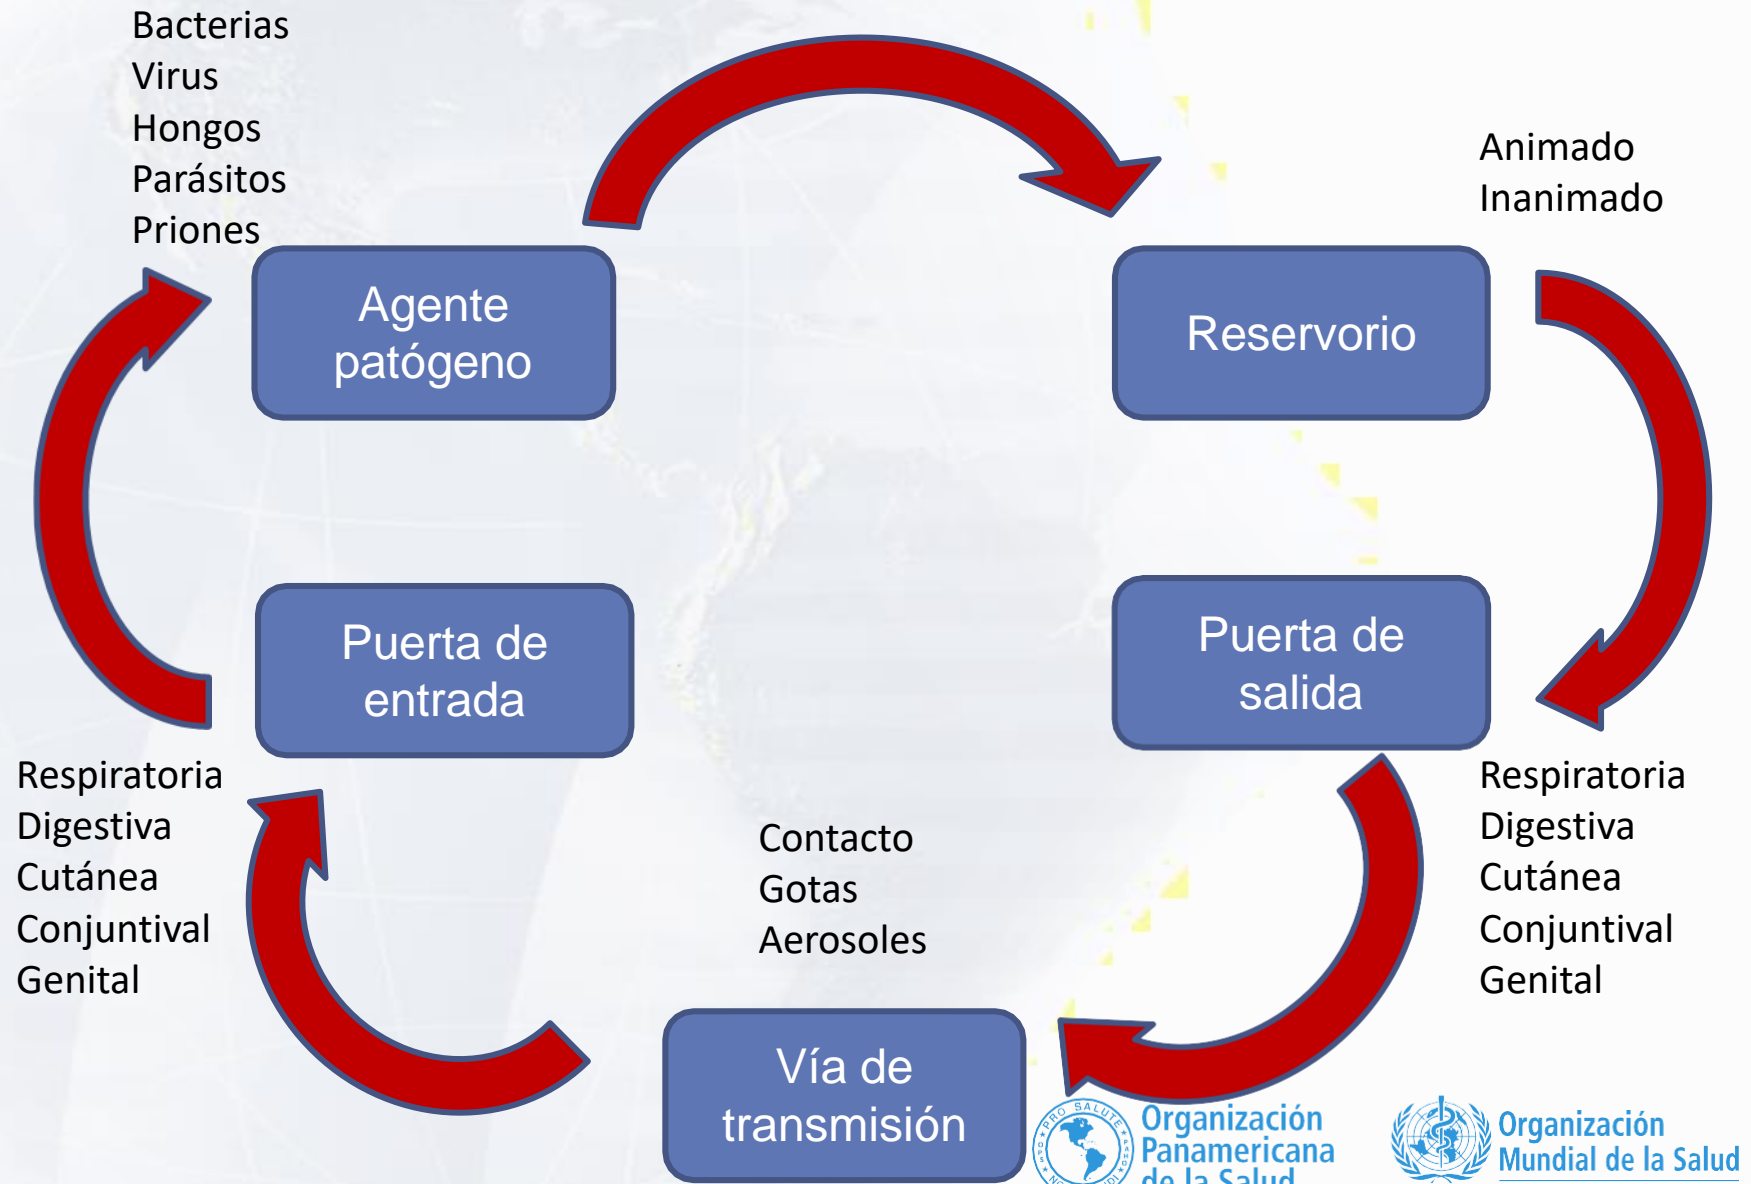 Bacterias
Virus
Hongos
Parásitos
Priones
Animado
Inanimado
Agente
patógeno
Reservorio
Puerta de
entrada
Puerta de
salida
Respiratoria
Digestiva
Cutánea
Conjuntival
Genital
Contacto
Gotas
Aerosoles
Respiratoria
Digestiva
Cutánea
Conjuntival
Genital
Vía de
transmisión
PRO SALUTE
Organización
Panamericana
de la Salud
Organización
Mundial de la Salud